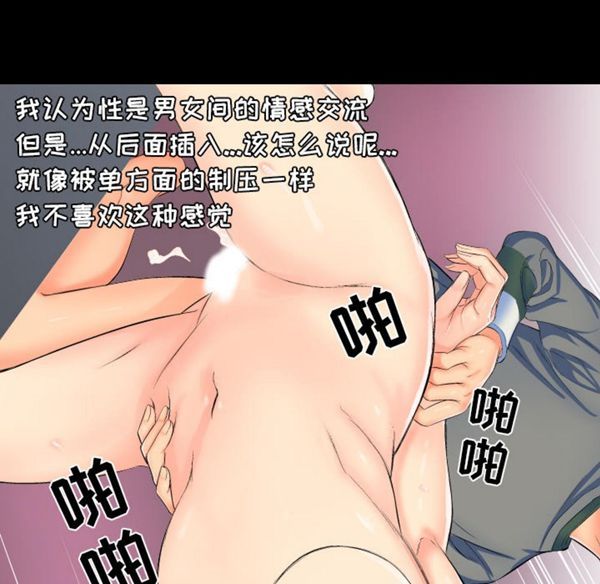 我认为性是男女间的情感交流
但是...从后面插入...该怎么说呢...
就像被单方面的制压一样
我不喜欢这种感觉
啪
啪
啪
啪
啪